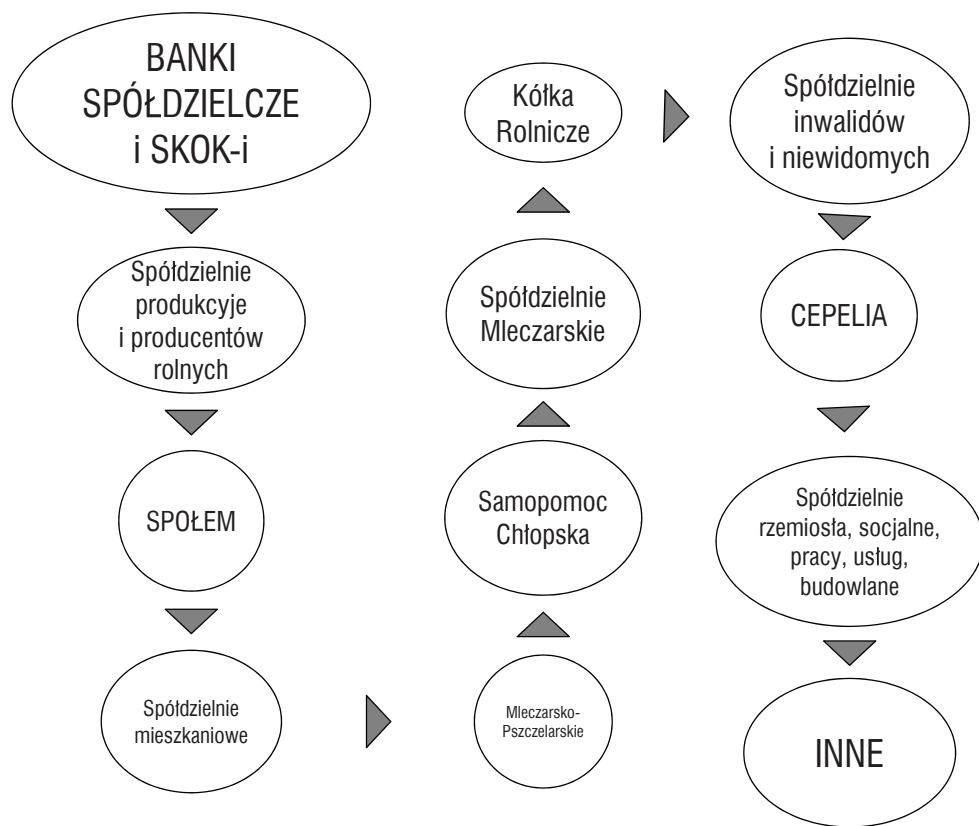 BANKI
SPÓŁDZIELCZE
i SKOK-i
Spółdzielnie
produkcyje
i producentów
rolnych
SPOŁEM
Spółdzielnie
mieszkaniowe
Mleczarsko-
Pszczelarskie
Samopomoc
Chłopska
Spółdzielnie
Mleczarskie
Kółka
Rolnicze
Spółdzielnie
inwalidów
i niewidomych
CEPELIA
Spółdzielnie
rzemiosła, socjalne,
pracy, usług,
budowlane
INNE